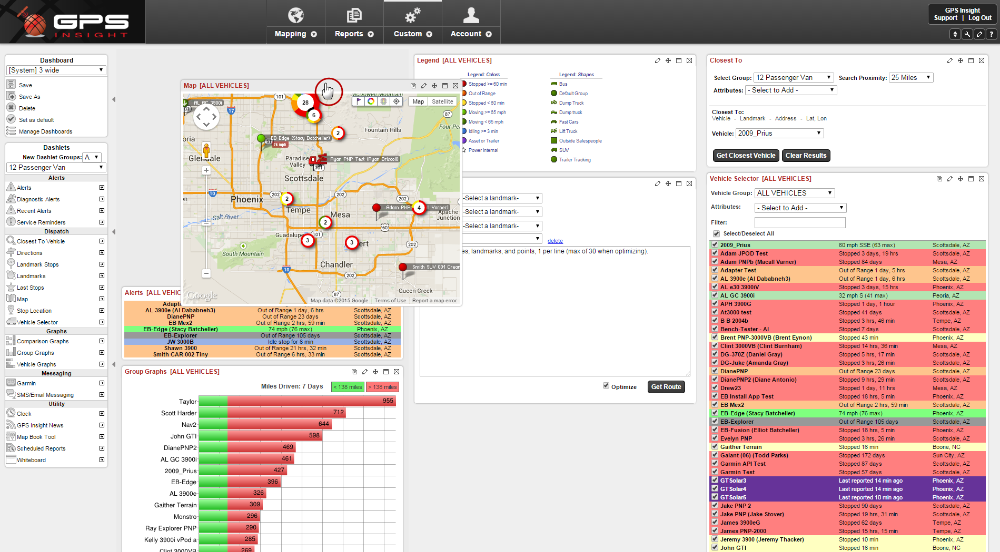 GPS INSIGHT
Mapping
Reports
Custom
Account
GPS Insight
Support | Log Out
?
Dashboard
[System] 3 wide
Save
Save As
Delete
Set as default
Manage Dashboards
Dashlets
New Dashlet Groups: A
12 Passenger Van
Alerts
Alerts
Diagnostic Alerts
Recent Alerts
Service Reminders
Dispatch
Closest To Vehicle
Directions
Landmark Stops
Landmarks
Last Stops
Map
Stop Location
Vehicle Selector
Graphs
Comparison Graphs
Group Graphs
Vehicle Graphs
Messaging
Garmin
SMS/Email Messaging
Utility
Clock
GPS Insight News
Map Book Tool
Scheduled Reports
Whiteboard
Map [ALL VEHICLES]
Map
Satellite
McDowell Mountain
AL GC 3900i
101
17
28
6
2
87
Fountain Hills
Four Pe
oria
EB-Edge (Stacy Batcheller)
51
76 mph
Glendale
Paradise Valley
Ryan PNP Test (Ryan Driscoll)
101
Scottsdale
10
202
202
202
Phoenix
2
Tempe
Adam PNPb
ll Varner)
4
Apache Junction
Salt River
Mesa
2
60
Guadalupe
101
3
3
ert
202
South Mountain
Chandler
10
202
Smith SUV 001 Crear
Queen Creek
87
Google
Map data ©2015 Google
Terms of Use
Report a map error
Alerts [ALL VEHIC
Adap
AL 3900e (Al Dababneh3) Out of Range 1 day, 6 hrs Scottsdale, AZ
DianePNP Out of Range 23 days Scottsdale, AZ
EB Mex2 Out of Range 2 hrs, 59 min Scottsdale, AZ
EB-Edge (Stacy Batcheller) 74 mph (76 max) Phoenix, AZ
EB-Explorer Out of Range 105 days Scottsdale, AZ
JW 3000B Idle stop for 8 min Scottsdale, AZ
Shawn 3900 Out of Range 21 hrs, 32 min Scottsdale, AZ
Smith CAR 002 Tiny Out of Range 6 hrs, 33 min Scottsdale, AZ
Group Graphs [ALL VEHICLES]
Miles Driven: 7 Days < 138 miles > 138 miles
Taylor 955
Scott Harder 712
Nav2 644
John GTI 598
DianePNP2 469
AL GC 3900i 461
2009_Prius 427
EB-Edge 396
AL 3900e 326
Gaither Terrain 309
Monstro 296
Ray Explorer PNP 290
Kelly 3900i vPod a 285
Clint 3000VB 269
Legend [ALL VEHICLES]
Legend: Colors
Stopped >= 60 min
Out of Range
Stopped < 60 min
Moving >= 65 mph
Moving < 65 mph
Idling >= 3 min
Asset or Trailer
Power Internal
Legend: Shapes
Bus
Default Group
Dump Truck
Dump truck
Fast Cars
Lift Truck
Outside Salespeople
SUV
Trailer Tracking
-Select a landmark-
-Select a landmark-
-Select a landmark-
delete
es, landmarks, and points, 1 per line (max of 30 when optimizing).
Optimize
Get Route
Closest To
Select Group: 12 Passenger Van Search Proximity: 25 Miles
Attributes: - Select to Add -
Closest To:
Vehicle - Landmark - Address - Lat, Lon
Vehicle: 2009_Prius
Get Closest Vehicle
Clear Results
Vehicle Selector [ALL VEHICLES]
Vehicle Group: ALL VEHICLES
Attributes: - Select to Add -
Filter:
Select/Deselect All
2009_Prius 60 mph SSE (63 max) Scottsdale, AZ
Adam JPOD Test Stopped 3 days, 19 hrs Scottsdale, AZ
Adam PNPb (Macall Varner) Stopped 84 days Mesa, AZ
Adapter Test Out of Range 1 day, 5 hrs Scottsdale, AZ
AL 3900e (Al Dababneh3) Out of Range 1 day, 6 hrs Scottsdale, AZ
AL e30 3900iV Stopped 3 days, 15 hrs Phoenix, AZ
AL GC 3900i 32 mph S (41 max) Peoria, AZ
APH 3900G Stopped 1 day, 1 hour Phoenix, AZ
At3000 test Stopped 41 days Scottsdale, AZ
B B 2004b Stopped 3 hrs, 46 min Tempe, AZ
Bench-Tester - Al Stopped 7 days Scottsdale, AZ
Brent PNP-3000VB (Brent Eynon) Stopped 43 min Phoenix, AZ
Clint 3000VB (Clint Burnham) Stopped 14 hrs, 36 min Mesa, AZ
DG-370Z (Daniel Gray) Stopped 5 hrs, 17 min Scottsdale, AZ
DG-Juke (Amanda Gray) Stopped 3 hrs, 26 min Scottsdale, AZ
DianePNP Out of Range 23 days Scottsdale, AZ
DianePNP2 (Diane Antonio) Stopped 9 hrs, 29 min Scottsdale, AZ
Drew23 Stopped 1 day, 11 hrs Mesa, AZ
EB Install App Test Stopped 18 hrs, 5 min Phoenix, AZ
EB Mex2 Out of Range 2 hrs, 59 min Scottsdale, AZ
EB-Edge (Stacy Batcheller) 74 mph (76 max) Phoenix, AZ
EB-Explorer Out of Range 105 days Scottsdale, AZ
EB-Fusion (Elliot Batcheller) Stopped 18 hrs, 5 min Phoenix, AZ
Evelyn PNP Stopped 3 hrs, 26 min Scottsdale, AZ
Gaither Terrain Stopped 16 min Boone, NC
Galant (06) (Todd Parks) Stopped 172 days Sun City, AZ
Garmin API Test Stopped 87 days Scottsdale, AZ
Garmin Test Stopped 57 days Scottsdale, AZ
GTSolar3 Last reported 14 min ago Phoenix, AZ
GTSolar4 Last reported 14 min ago Phoenix, AZ
GTSolar5 Last reported 10 min ago Phoenix, AZ
Jake PNP 2 Stopped 90 days Scottsdale, AZ
Jake PNP (Jake Stover) Stopped 19 hrs, 31 min Scottsdale, AZ
James 3900eG Stopped 62 days Tempe, AZ
James PNP-2000 Stopped 15 hrs, 15 min Tempe, AZ
Jeremy 3900 (Jeremy Thacker) Stopped 10 min Phoenix, AZ
John GTI Stopped 16 min Boone, NC